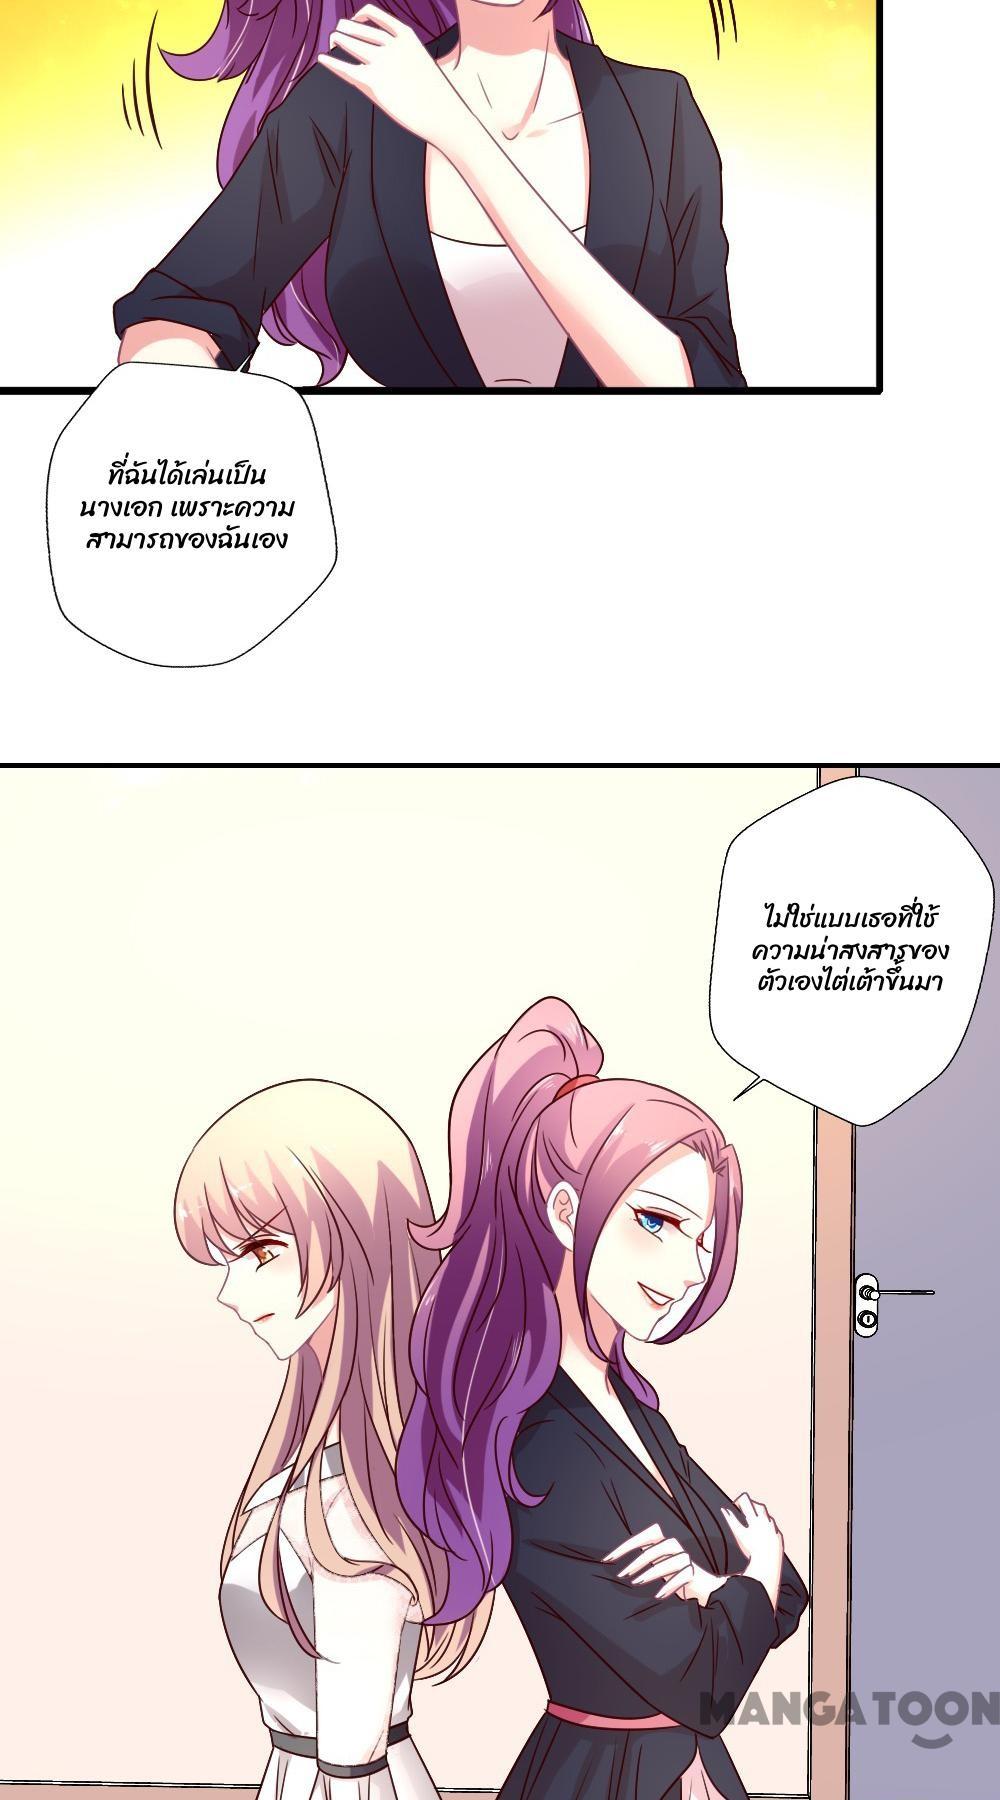 ที่ฉันได้เล่นเป็น
นางเอก เพราะความ
สามารถของฉันเอง
ไม่ใช่แบบเธอที่ใช้
ความน่าสงสารของ
ตัวเองไต่เต้าขึ้นมา
MANGATOON